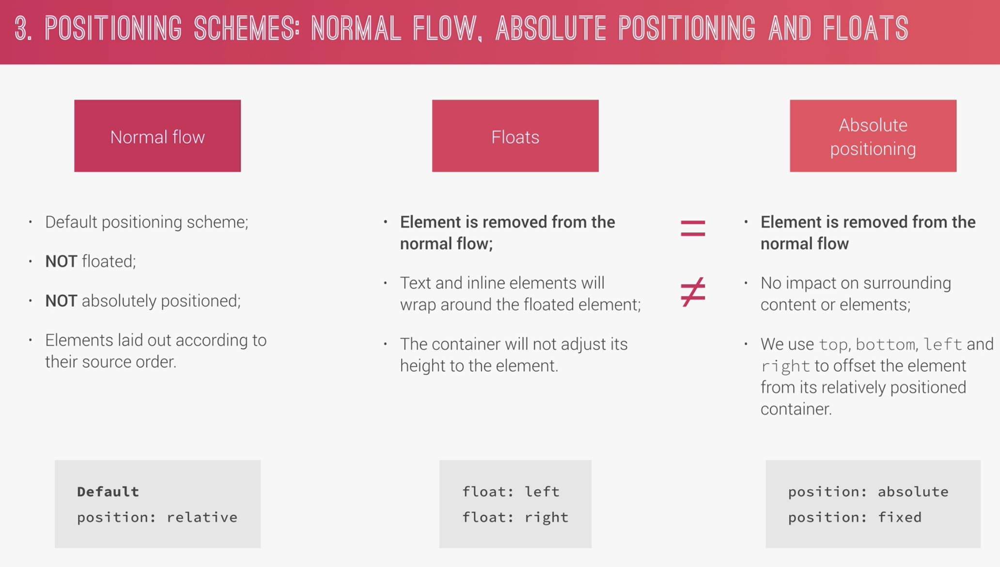 3. POSITIONING SCHEMES: NORMAL FLOW, ABSOLUTE POSITIONING AND FLOATS
Normal flow
• Default positioning scheme;
• NOT floated;
• NOT absolutely positioned;
• Elements laid out according to
their source order.
Default
position: relative
Floats
• Element is removed from the
normal flow;
• Text and inline elements will
wrap around the floated element;
• The container will not adjust its
height to the element.
float: left
float: right
=
≠
Absolute
positioning
• Element is removed from the
normal flow
• No impact on surrounding
content or elements;
• We use top, bottom, left and
right to offset the element
from its relatively positioned
container.
position: absolute
position: fixed